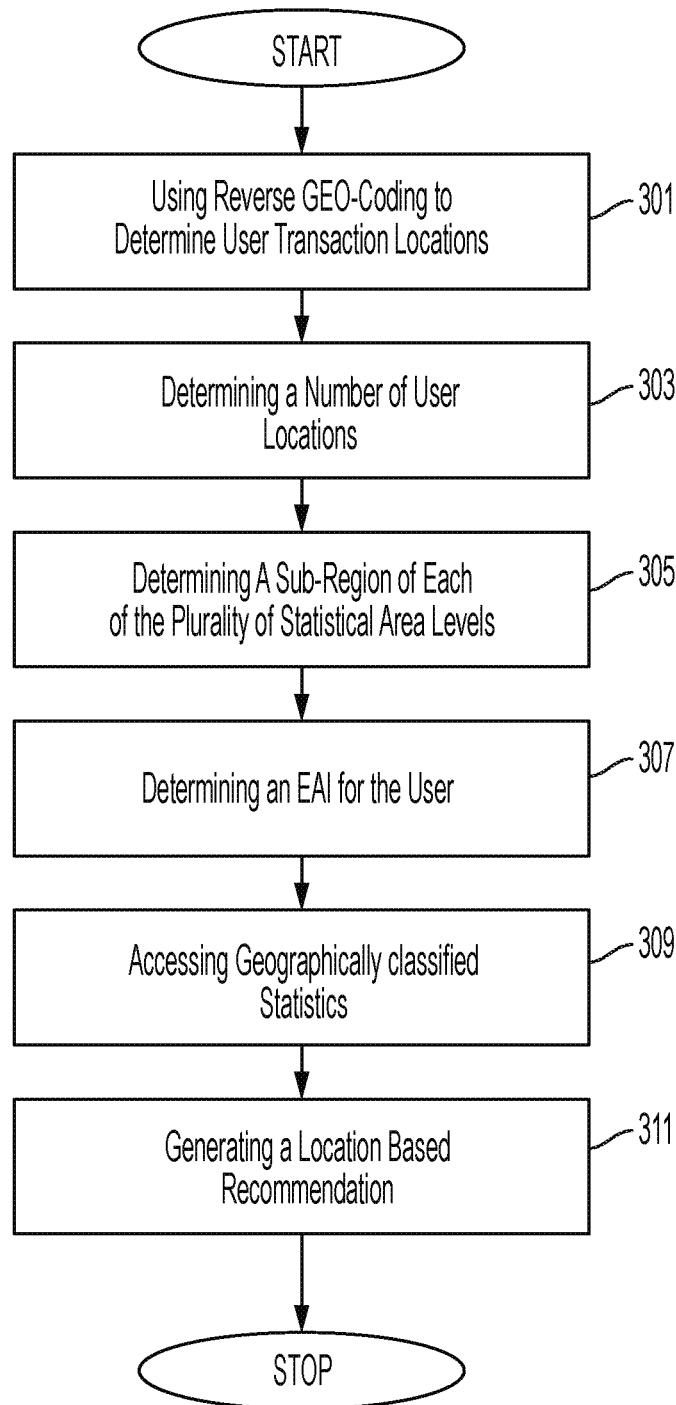 START
Using Reverse GEO-Coding to
Determine User Transaction Locations
301
Determining a Number of User
Locations
303
Determining A Sub-Region of Each
of the Plurality of Statistical Area Levels
305
Determining an EAI for the User
307
Accessing Geographically classified
Statistics
309
Generating a Location Based
Recommendation
311
STOP